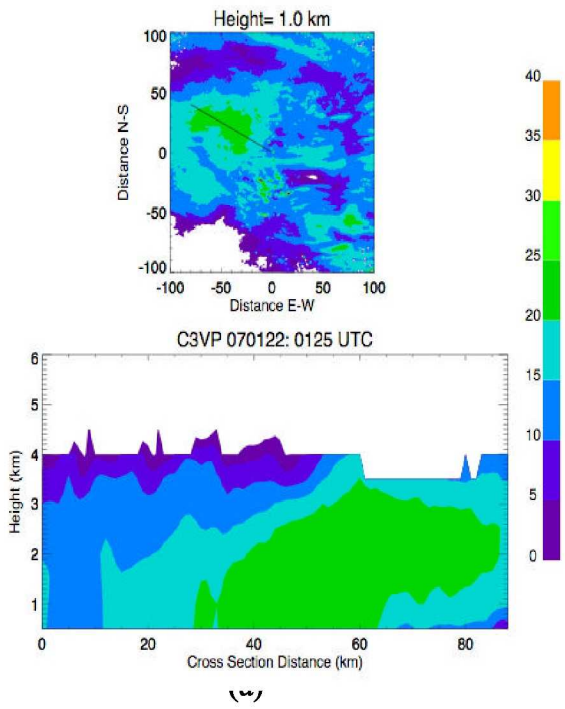 Height= 1.0 km
100
50
0
-50
-100
Distance N-S
-100 -50 0 50 100
Distance E-W
40
35
30
25
20
15
10
5
0
C3VP 070122: 0125 UTC
6
5
4
3
2
1
Height (km)
0 20 40 60 80
Cross Section Distance (km)